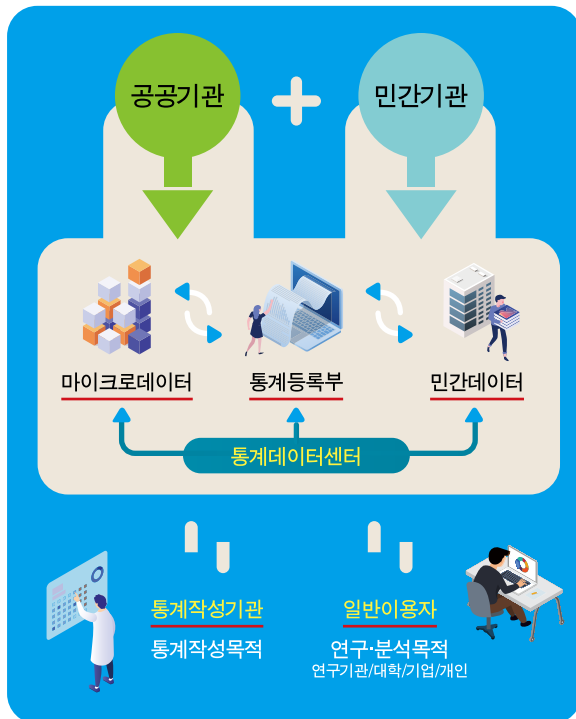 공공기관
민간기관
마이크로데이터
통계등록부
민간데이터
통계데이터센터
통계작성기관
통계작성목적
일반이용자
연구·분석목적
연구기관/대학/기업/개인